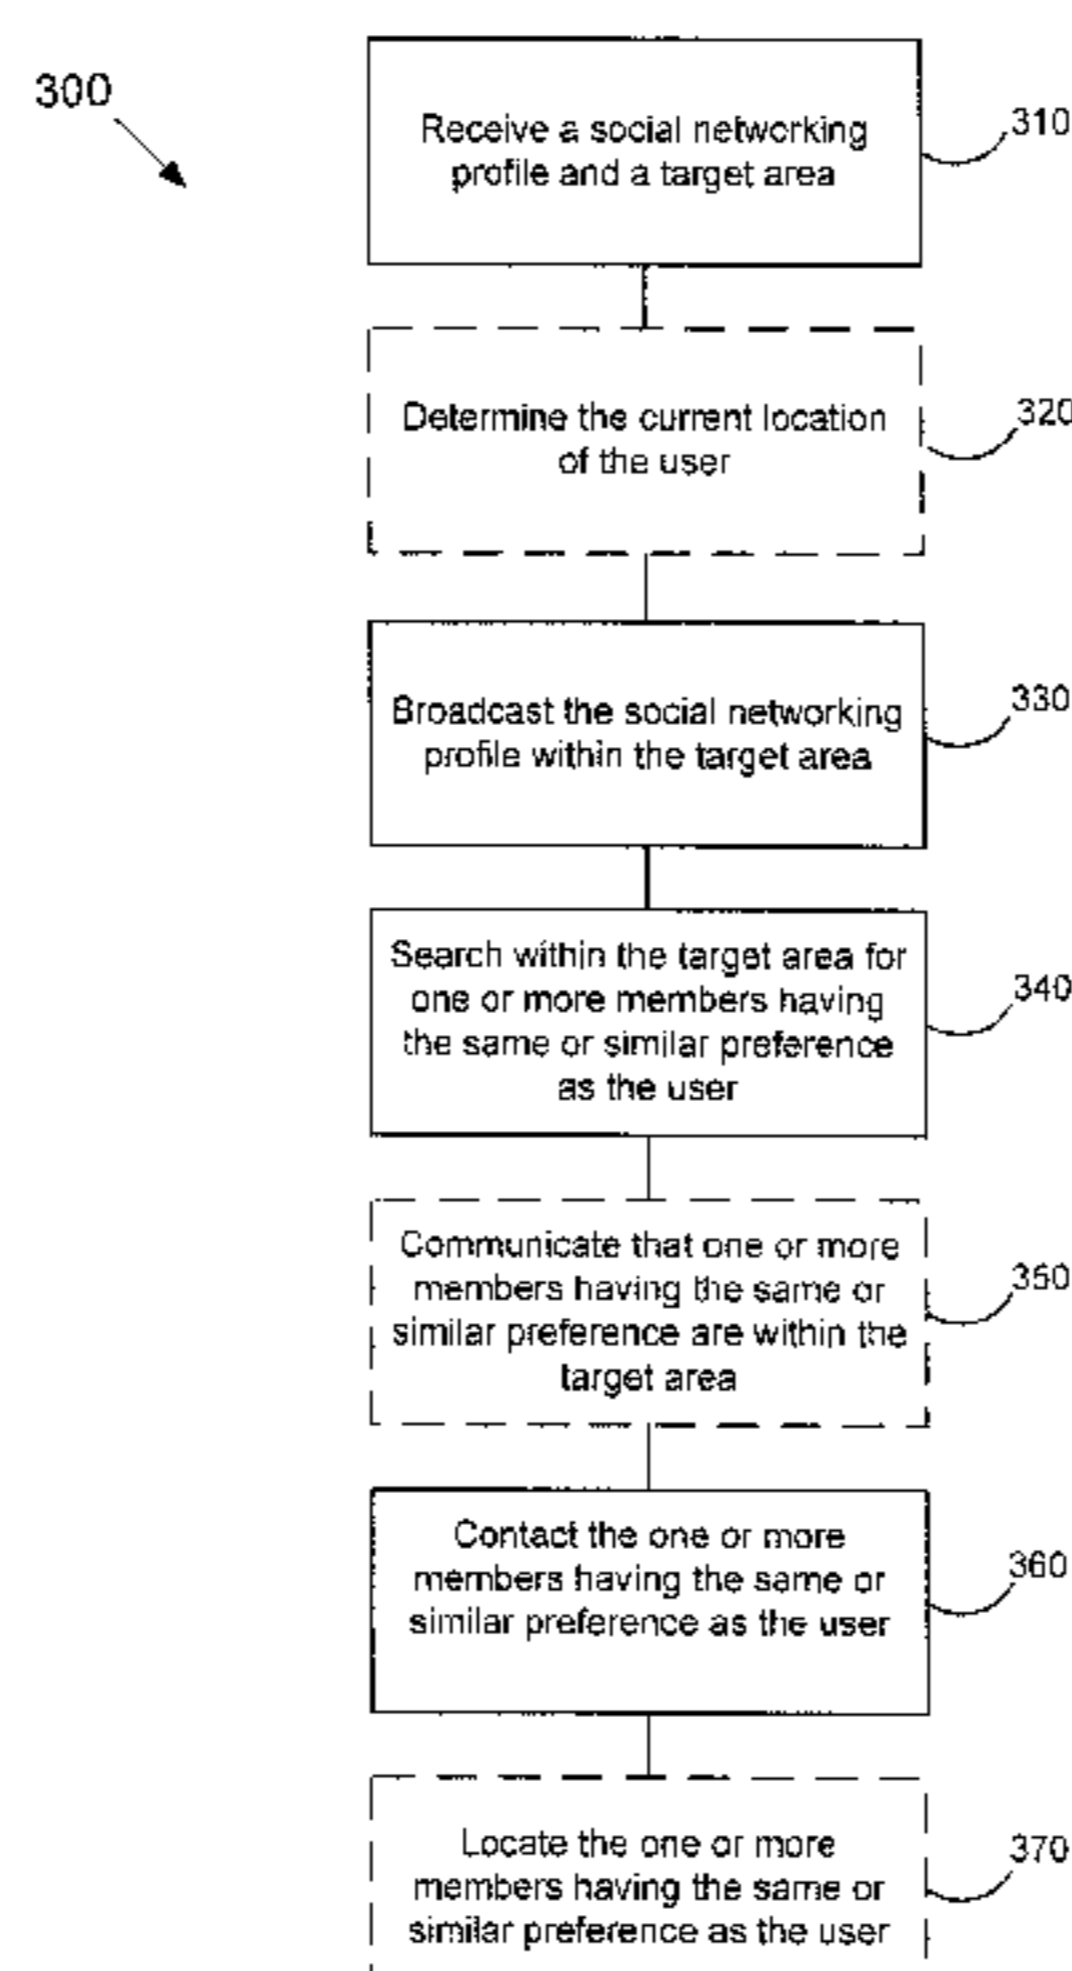 300
Receive a social networking
profile and a target area
310
Determine the current location
of the user
320
Broadcast the social networking
profile within the target area
330
Search within the target area for
one or more members having
the same or similar preference
as the user
340
Communicate that one or more
members having the same or
similar preference are within the
target area
350
Contact the one or more
members having the same or
similar preference as the user
360
Locate the one or more
members having the same or
similar preference as the user
370